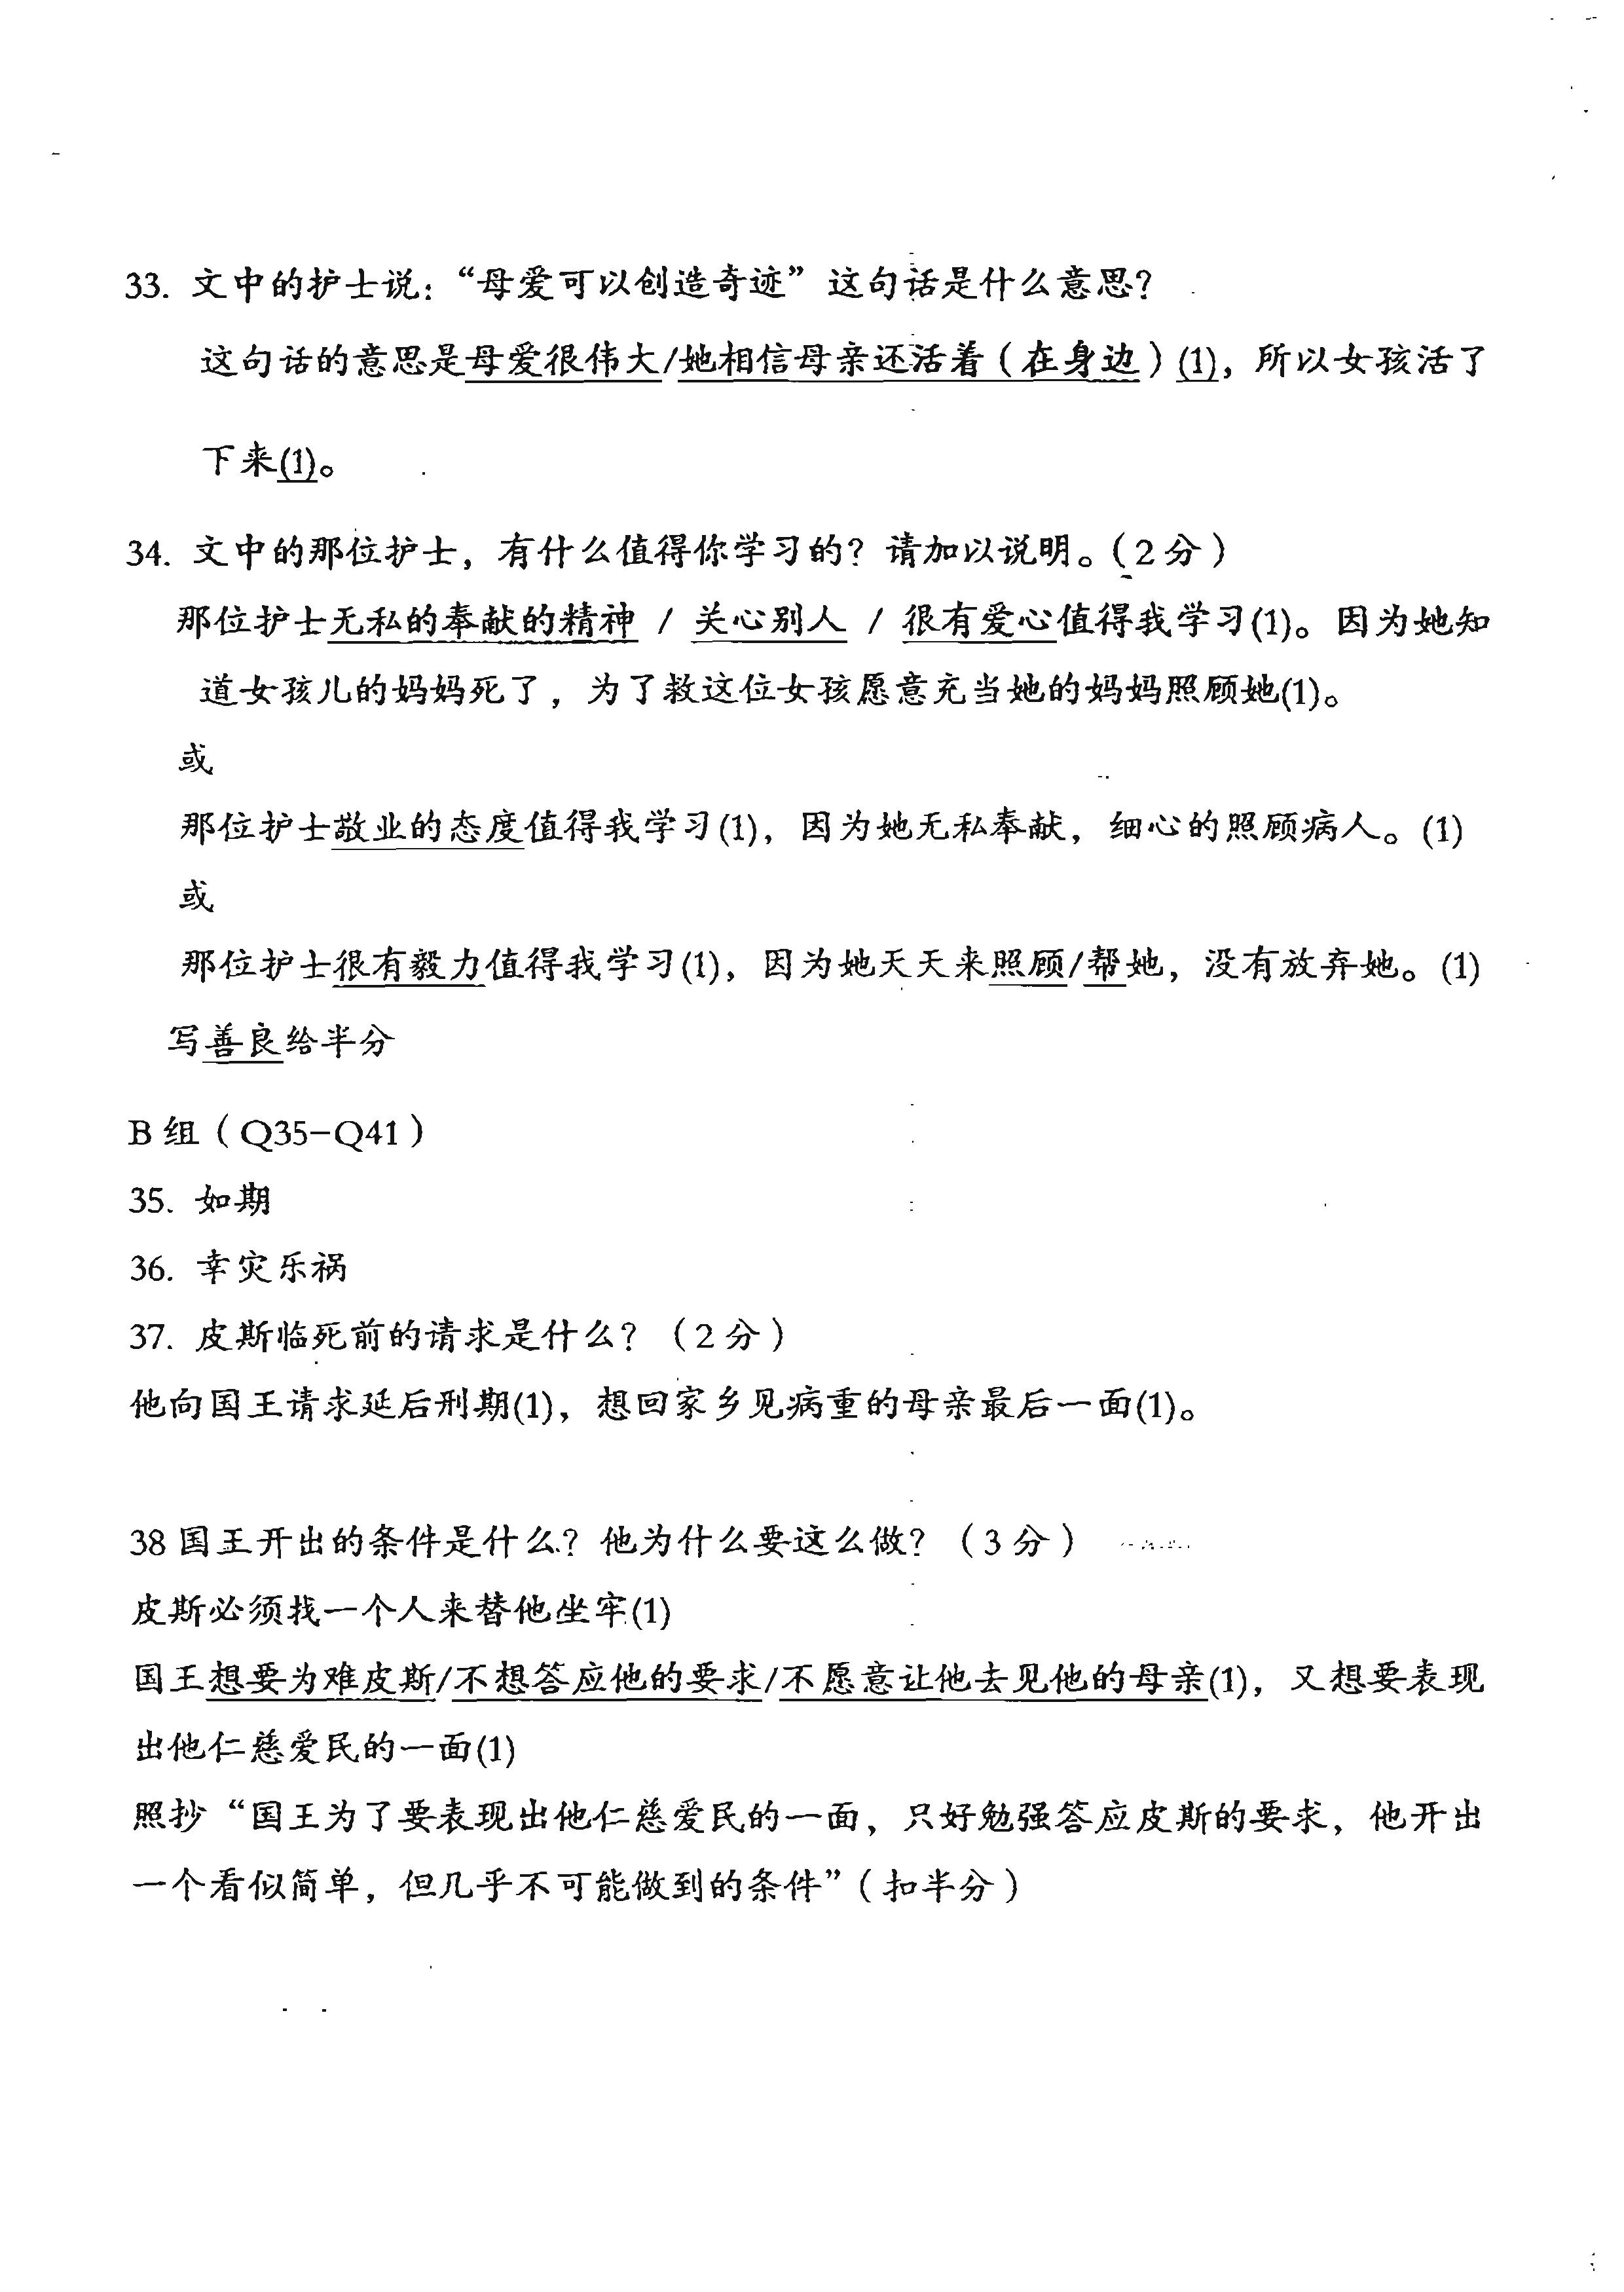 33. 文中的护士说：“母爱可以创造奇迹”这句话是什么意思？
这句话的意思是母爱很伟大/她相信母亲还活着（在身边）(1)，所以女孩活了
下来(1)。
34. 文中的那位护士，有什么值得你学习的？请加以说明。（2分）
那位护士无私的奉献的精神 / 关心别人 / 很有爱心值得我学习(1)。因为她知
道女孩儿的妈妈死了，为了救这位女孩愿意充当她的妈妈照顾她(1)。
或
那位护士敬业的态度值得我学习(1)，因为她无私奉献，细心的照顾病人。(1)
或
那位护士很有毅力值得我学习(1)，因为她天天来照顾/帮她，没有放弃她。(1)
写善良给半分
B 组（Q35-Q41）
35. 如期
36. 幸灾乐祸
37. 皮斯临死前的请求是什么？（2分）
他向国王请求延后刑期(1)，想回家乡见病重的母亲最后一面(1)。
38 国王开出的条件是什么？他为什么要这么做？（3分）
皮斯必须找一个人来替他坐牢(1)
国王想要为难皮斯/不想答应他的要求/不愿意让他去见他的母亲(1)，又想要表现
出他仁慈爱民的一面(1)
照抄“国王为了要表现出他仁慈爱民的一面，只好勉强答应皮斯的要求，他开出
一个看似简单，但几乎不可能做到的条件”（扣半分）